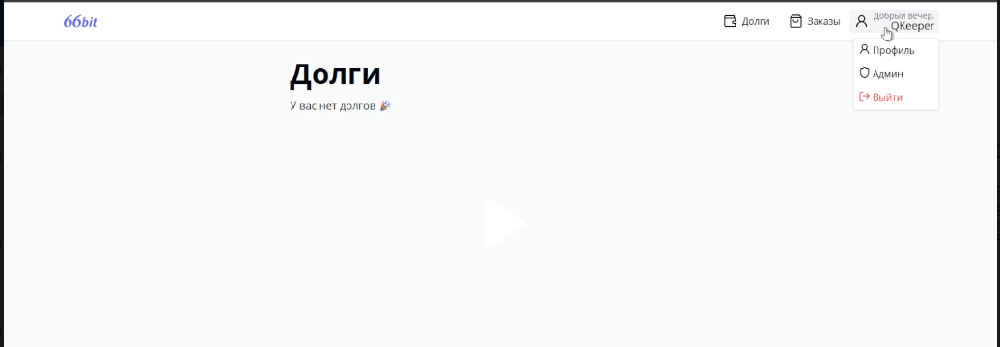 66bit
Долги
Заказы
Добрый вечер,
QKeeper
Профиль
Админ
Выйти
Долги
У вас нет долгов 🎉